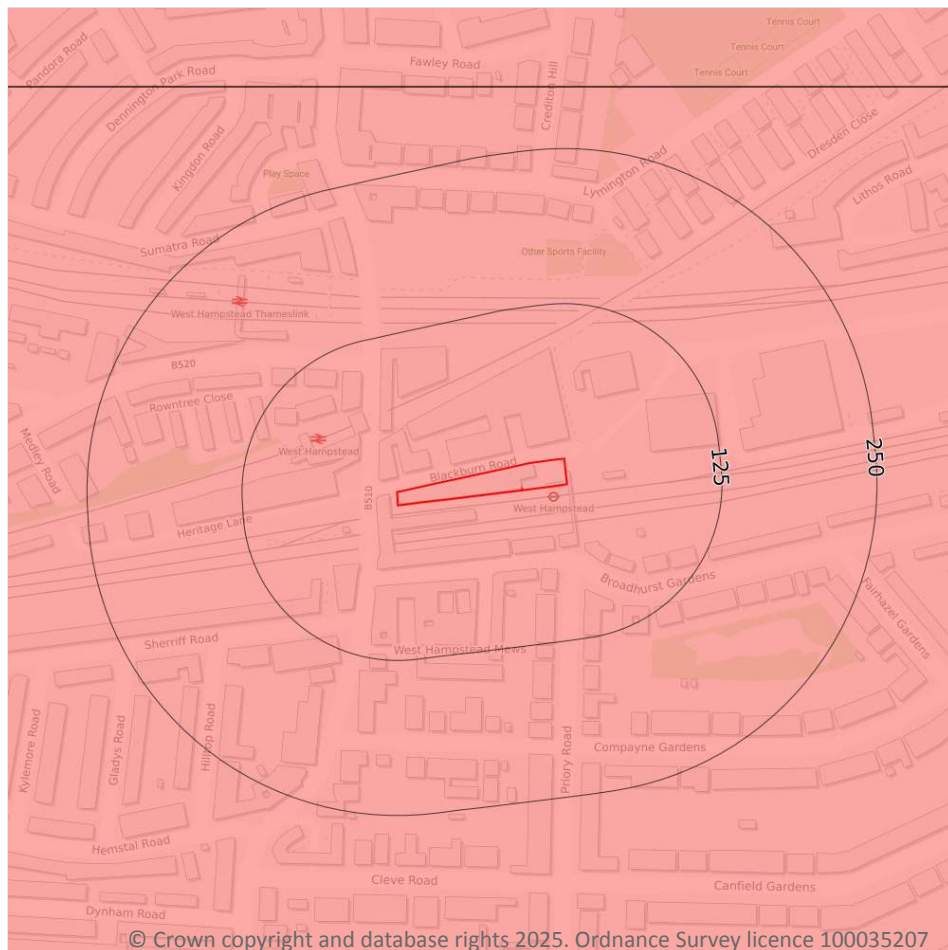 Tennis Court
Pandora Road
Fawley Road
Tennis Court
Dennington Park Road
Tennis Court
Crediton Hill
Dresden Close
Kingdon Road
Lymington Road
Play Space
Lithos Road
Sumatra Road
Other Sports Facility
West Hampstead Thameslink
B520
Rowntree Close
Medley Road
West Hampstead
Blackburn Road
125
250
B510
West Hampstead
Heritage Lane
Broadhurst Gardens
Fairhazel Gardens
Sherriff Road
West Hampstead Mews
Kylemore Road
Gladys Road
Hilltop Road
Compayne Gardens
Priory Road
Hemstal Road
Cleve Road
Canfield Gardens
Dynham Road
© Crown copyright and database rights 2025. Ordnance Survey licence 100035207